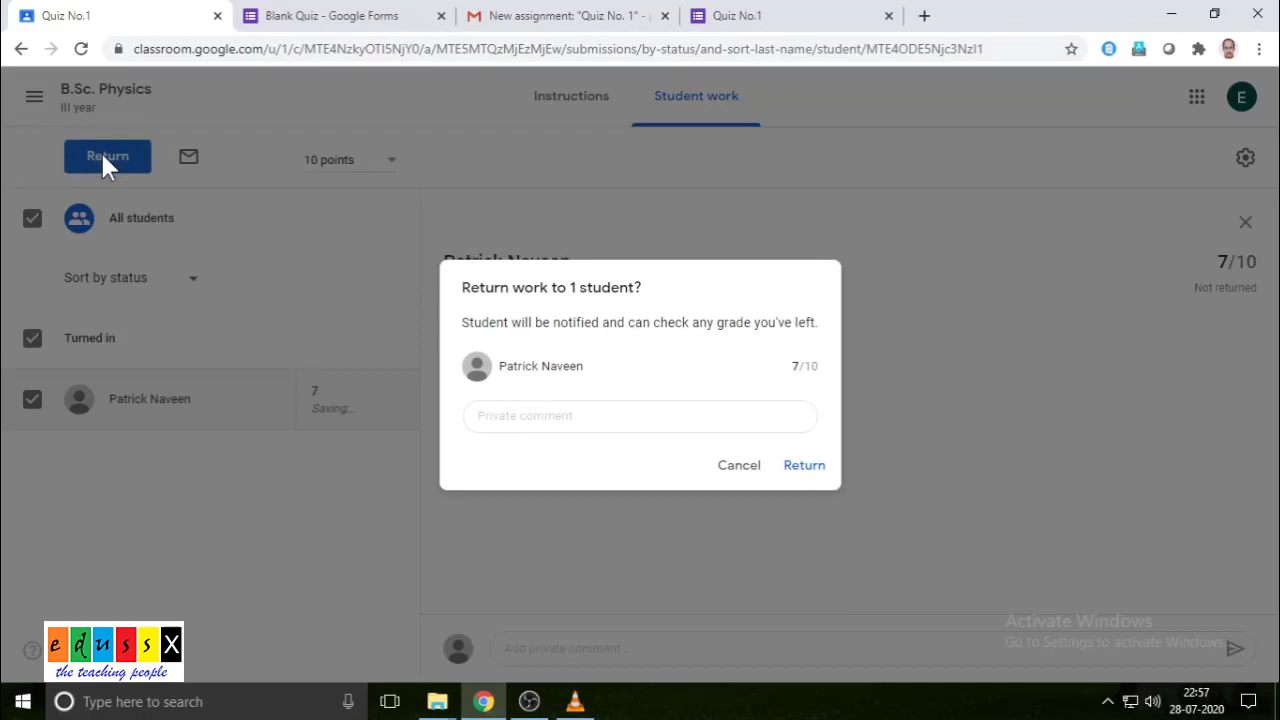 Quiz No.1
Blank Quiz - Google Forms
New assignment: "Quiz No. 1" -
Quiz No.1
classroom.google.com/u/1/c/MTE4NzkyOTI5NjY0/a/MTE5MTQzMjEzMjEw/submissions/by-status/and-sort-last-name/student/MTE4ODE5Njc3NzI1
B.Sc. Physics
III year
Instructions
Student work
E
Return
10 points
All students
Sort by status
Turned in
Patrick Naveen
7
Saving...
Patrick Naveen
7/10
Not returned
Return work to 1 student?
Student will be notified and can check any grade you've left.
Patrick Naveen
7/10
Private comment
Cancel
Return
Add private comment...
Activate Windows
Go to Settings to activate Windows.
edussX
the teaching people
Type here to search
22:57
28-07-2020